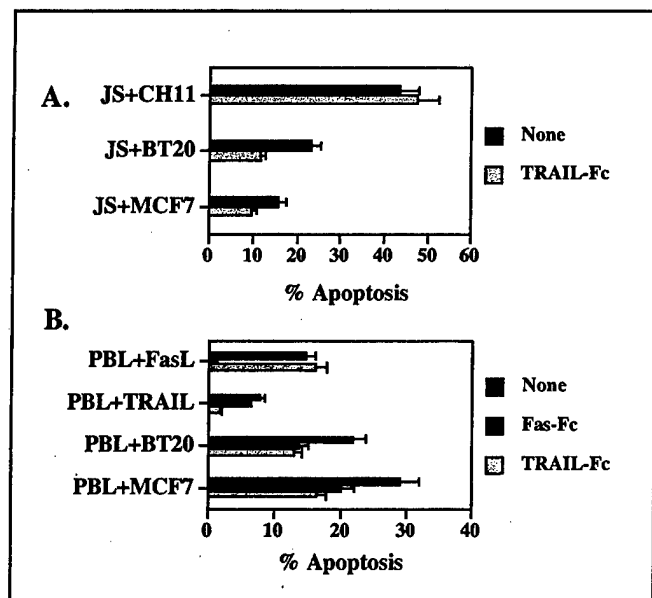 A.
JS+CH11
JS+BT20
JS+MCF7
0 10 20 30 40 50 60
% Apoptosis
None
TRAIL-Fc
B.
PBL+FasL
PBL+TRAIL
PBL+BT20
PBL+MCF7
0 10 20 30 40
% Apoptosis
None
Fas-Fc
TRAIL-Fc